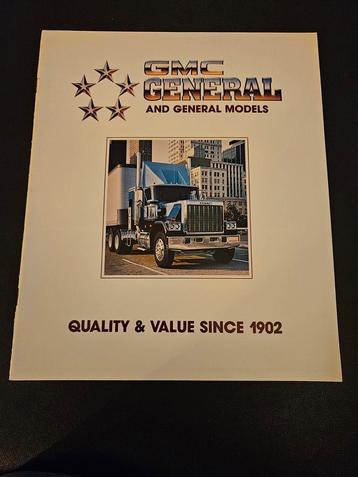 GMC
GENERAL
AND GENERAL MODELS
QUALITY & VALUE SINCE 1902